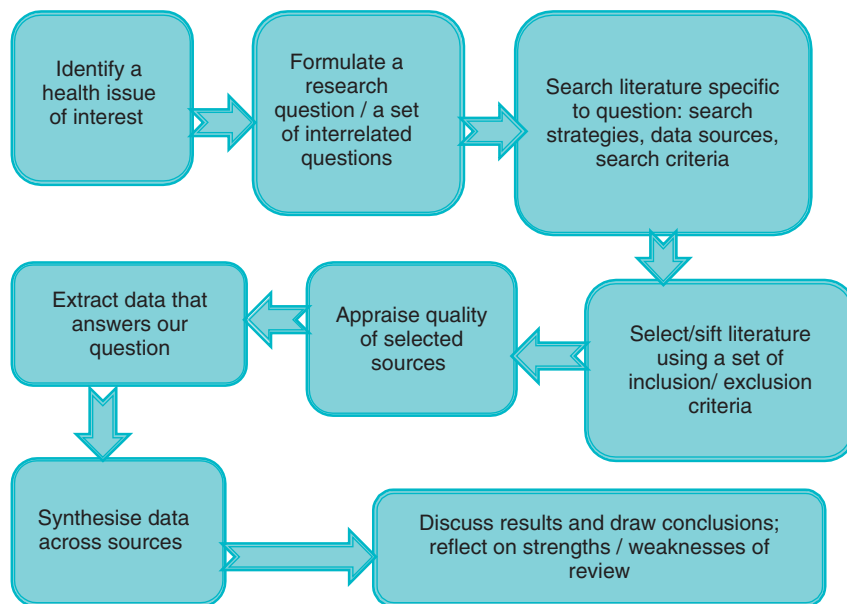 Identify a
health issue
of interest
Formulate a
research
question / a
set of
interrelated
questions
Search literature specific
to question: search
strategies, data sources,
search criteria
Select/sift literature
using a set of
inclusion/ exclusion
criteria
Appraise quality
of selected
sources
Extract data that
answers our
question
Synthesise data
across sources
Discuss results and draw conclusions;
reflect on strengths / weaknesses of
review